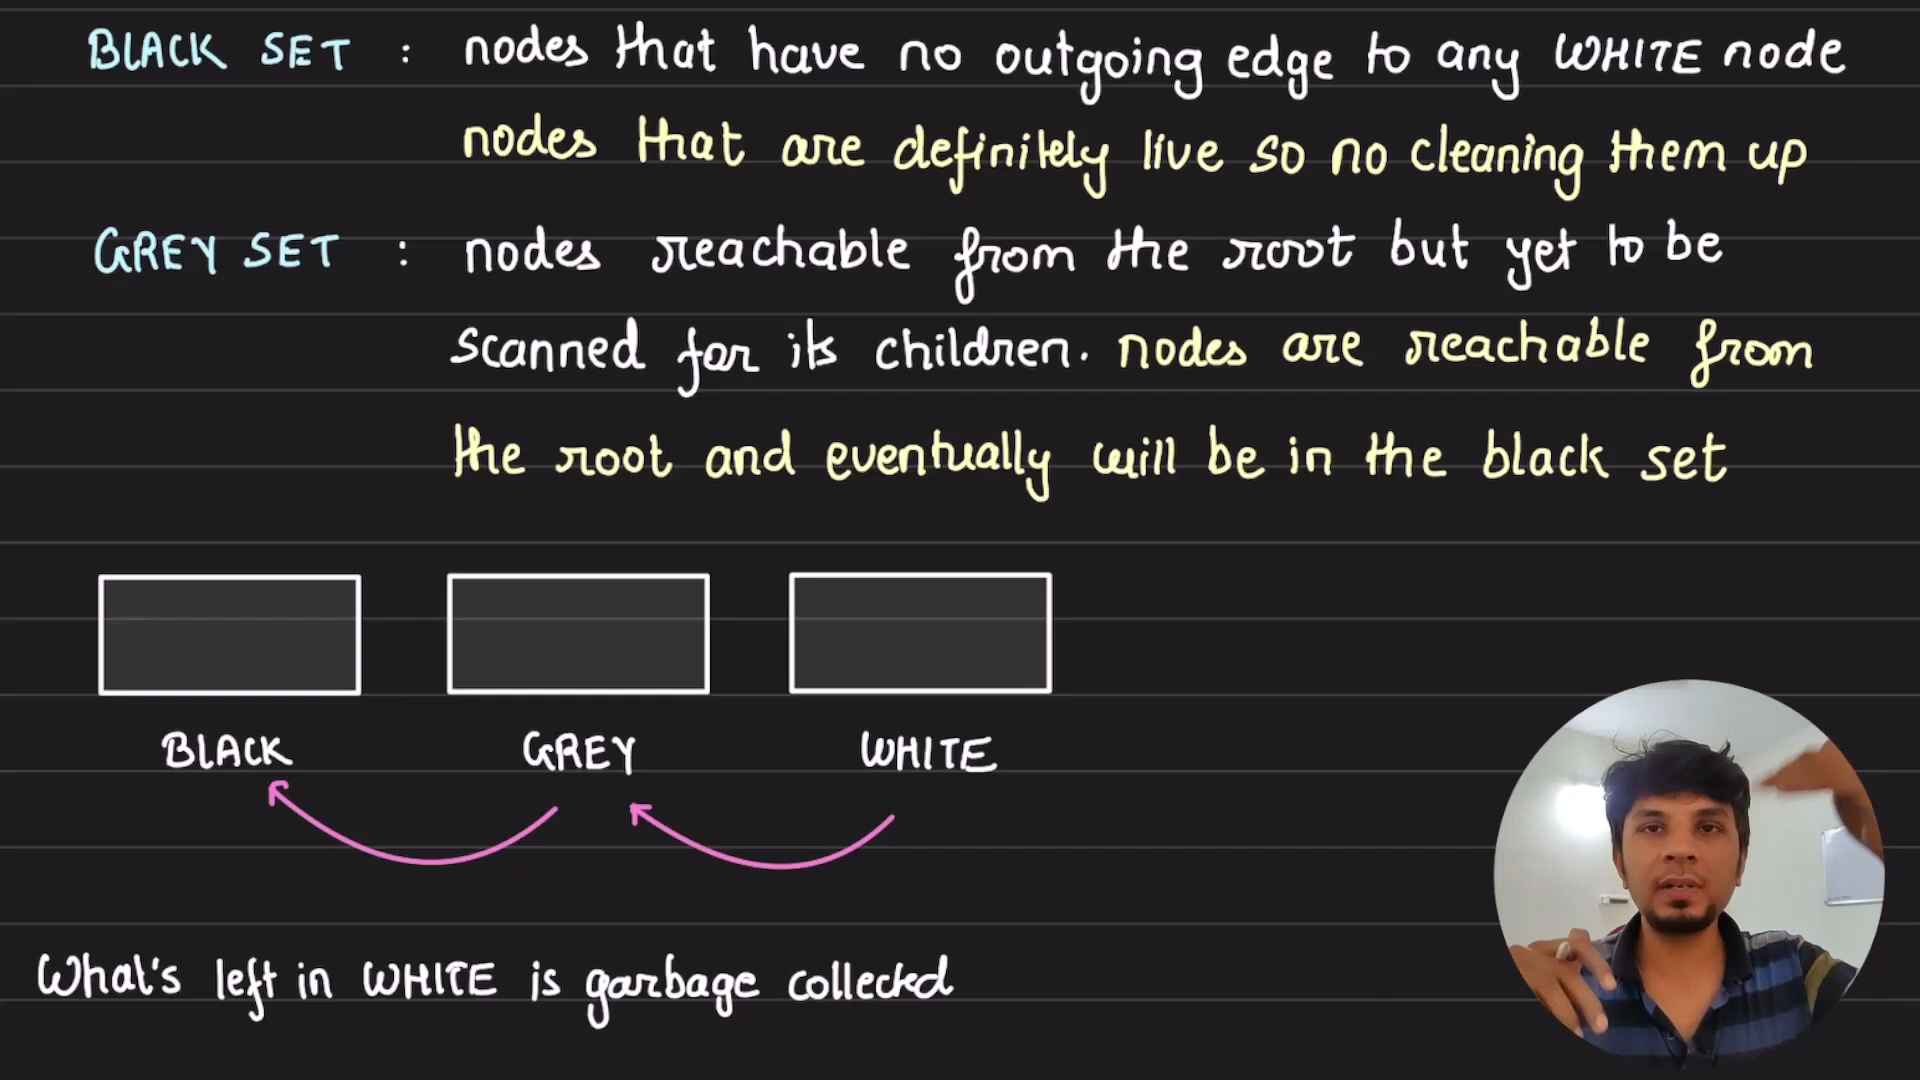 BLACK SET : nodes that have no outgoing edge to any WHITE node
nodes that are definitely live so no cleaning them up
GREY SET : nodes reachable from the root but yet to be
scanned for its children. nodes are reachable from
the root and eventually will be in the black set
BLACK GREY WHITE
What's left in WHITE is garbage collected